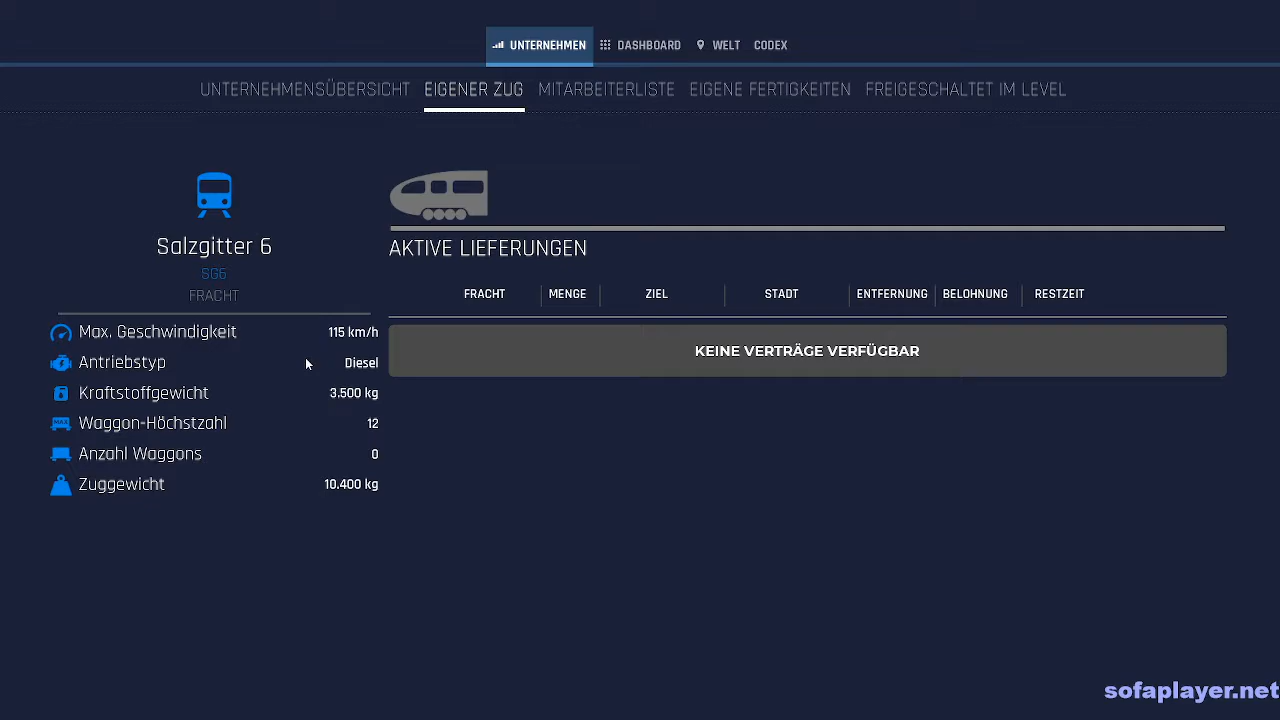 UNTERNEHMEN DASHBOARD WELT CODEX
UNTERNEHMENSÜBERSICHT EIGENER ZUG MITARBEITERLISTE EIGENE FERTIGKEITEN FREIGESCHALTET IM LEVEL
Salzgitter 6
SG6
FRACHT
Max. Geschwindigkeit 115 km/h
Antriebstyp Diesel
Kraftstoffgewicht 3.500 kg
MAX Waggon-Höchstzahl 12
Anzahl Waggons 0
Zuggewicht 10.400 kg
AKTIVE LIEFERUNGEN
FRACHT MENGE ZIEL STADT ENTFERNUNG BELOHNUNG RESTZEIT
KEINE VERTRÄGE VERFÜGBAR
sofaplayer.net